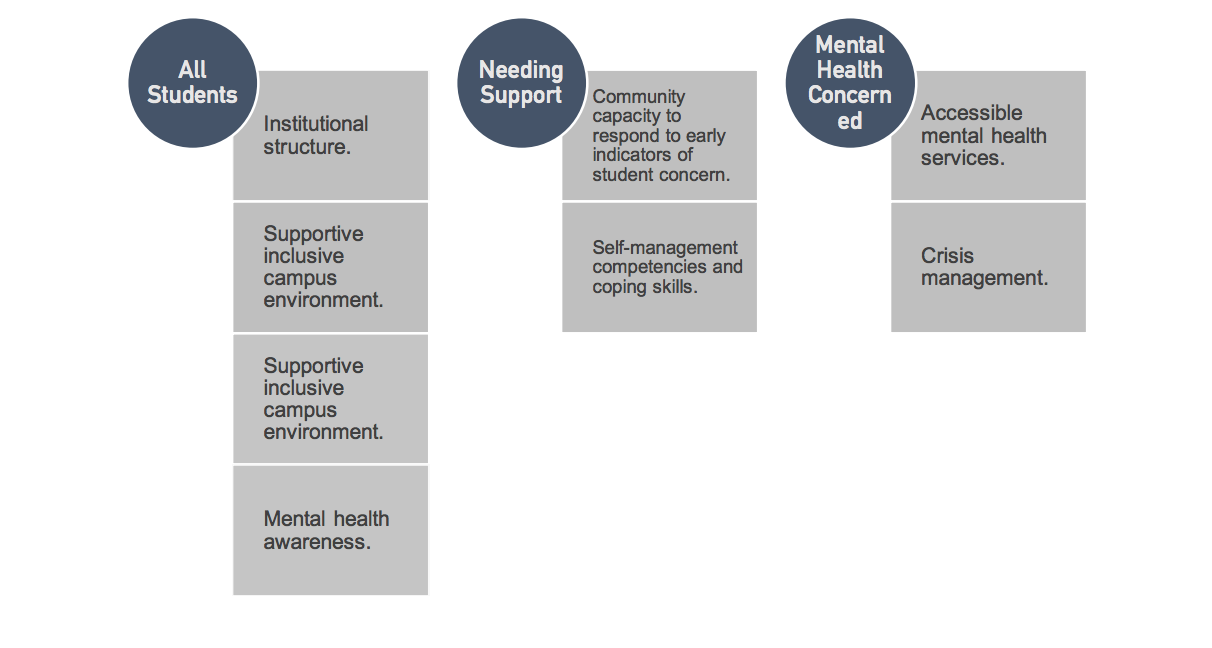 All
Students
Institutional
structure.
Supportive
inclusive
campus
environment.
Supportive
inclusive
campus
environment.
Mental health
awareness.
Needing
Support
Community
capacity to
respond to early
indicators of
student concern.
Self-management
competencies and
coping skills.
Mental
Health
Concern
ed
Accessible
mental health
services.
Crisis
management.